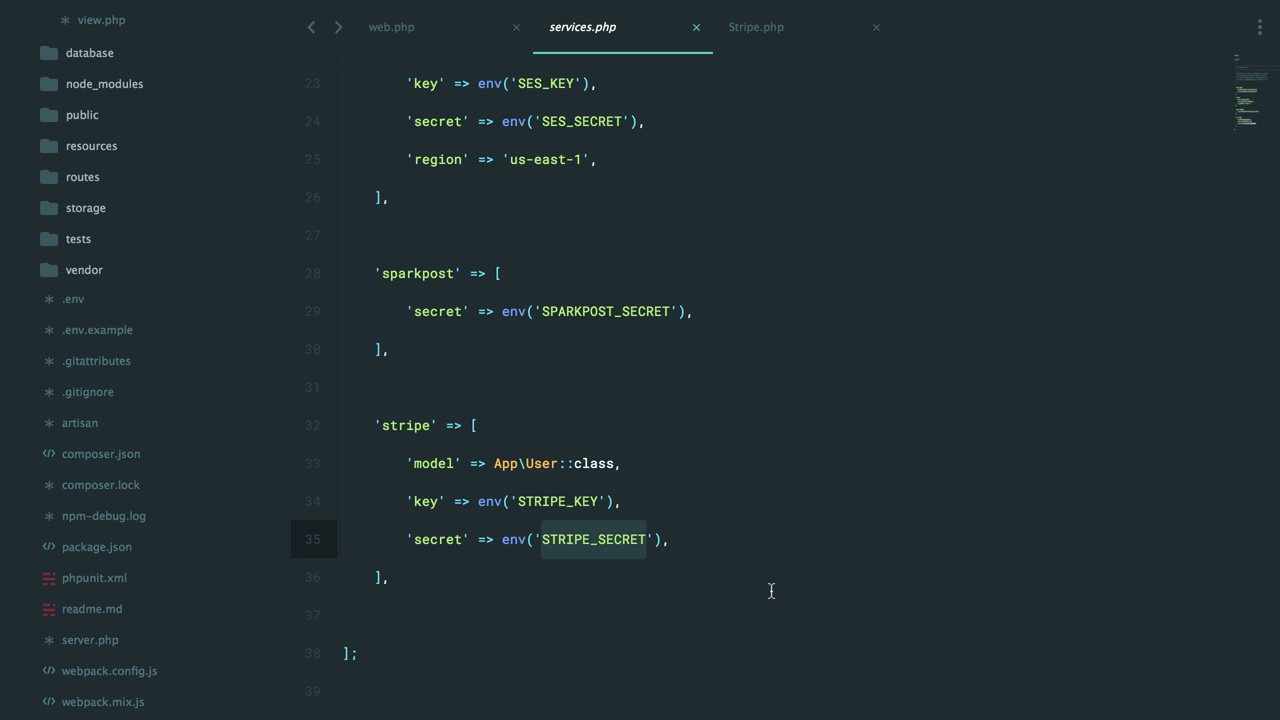 view.php
database
node_modules
public
resources
routes
storage
tests
vendor
.env
.env.example
.gitattributes
.gitignore
artisan
composer.json
composer.lock
npm-debug.log
package.json
phpunit.xml
readme.md
server.php
webpack.config.js
webpack.mix.js
web.php
services.php
Stripe.php
23 'key' => env('SES_KEY'),
24 'secret' => env('SES_SECRET'),
25 'region' => 'us-east-1',
26 ],
27
28 'sparkpost' => [
29 'secret' => env('SPARKPOST_SECRET'),
30 ],
31
32 'stripe' => [
33 'model' => App\User::class,
34 'key' => env('STRIPE_KEY'),
35 'secret' => env('STRIPE_SECRET'),
36 ],
37
38 ];
39